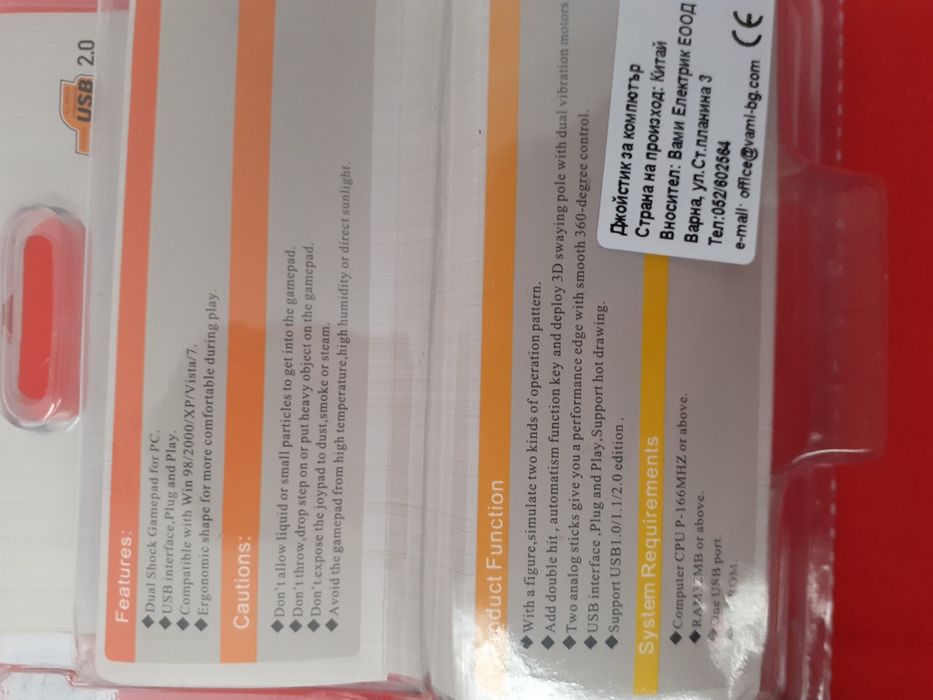 USB 2.0
Features:
◆Dual Shock Gamepad for PC.
◆USB interface,Plug and Play.
◆Compatible with Win 98/2000/XP/Vista/7.
◆Ergonomic shape for more comfortable during play.
Cautions:
◆Don't allow liquid or small particles to get into the gamepad.
◆Don't throw,drop step on or put heavy object on the gamepad.
◆Don't expose the joypad to dust,smoke or steam.
◆Avoid the gamepad from high temperature,high humidity or direct sunlight.
Function
◆With a figure,simulate two kinds of operation pattern.
◆Add double hit , automatism function key and deploy 3D swaying pole with dual vibration motors
◆Two analog sticks give you a performance edge with smooth 360-degree control.
◆USB interface ,Plug and Play,Support hot drawing.
◆Support USB1.0/1.1/2.0 edition .
System Requirements
◆Computer CPU P-166MHZ or above.
◆RAM32MB or above.
◆One USB port.
Джойстик за компютър
Страна на произход: Китай
Вносител: Вами Електрик ЕООД
Варна, ул.Ст.планина 3
Тел:052/602564
e-mail: office@vami-bg.com CE